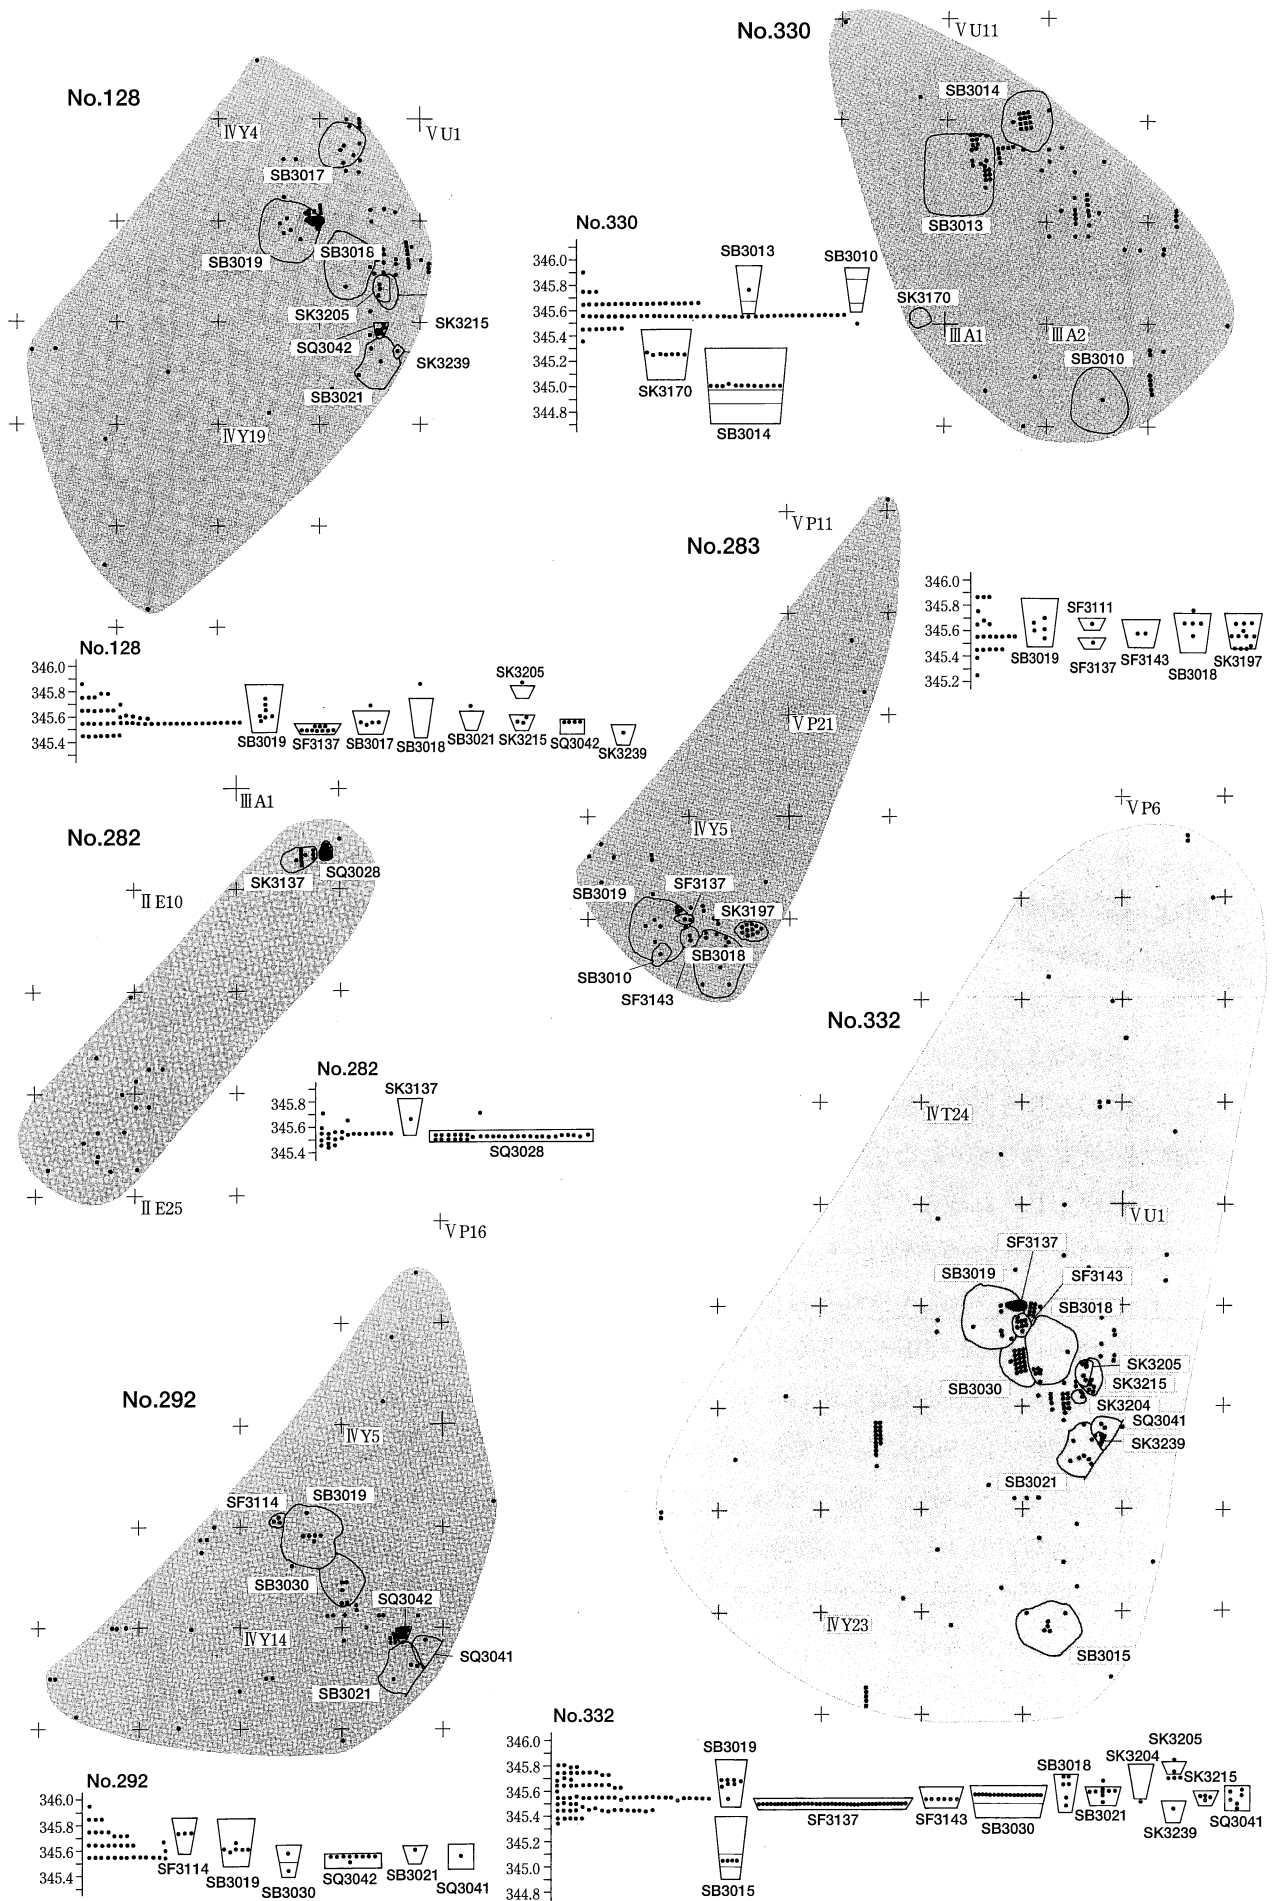 No.128
ⅣY4
VU1
SB3017
SB3019
SB3018
SK3205
SK3215
SQ3042
SK3239
SB3021
ⅣY19
No.330
VU11
SB3014
SB3013
SK3170
ⅢA1
ⅢA2
SB3010
No.330
346.0
345.8
345.6
345.4
345.2
345.0
344.8
SB3013
SB3010
SK3170
SB3014
No.128
346.0
345.8
345.6
345.4
SB3019
SF3137
SB3017
SB3018
SB3021
SK3205
SK3215
SQ3042
SK3239
No.283
VP11
VP21
ⅣY5
SB3019
SF3137
SK3197
SB3018
SB3010
SF3143
346.0
345.8
345.6
345.4
345.2
SB3019
SF3111
SF3137
SF3143
SB3018
SK3197
ⅢA1
No.282
SK3137
SQ3028
ⅡE10
ⅡE25
No.282
345.8
345.6
345.4
SK3137
SQ3028
VP16
No.292
ⅣY5
SF3114
SB3019
SB3030
SQ3042
ⅣY14
SQ3041
SB3021
No.292
346.0
345.8
345.6
345.4
SF3114
SB3019
SB3030
SQ3042
SB3021
SQ3041
VP6
No.332
ⅣT24
VU1
SF3137
SB3019
SF3143
SB3018
SK3205
SB3030
SK3215
SK3204
SQ3041
SK3239
SB3021
ⅣY23
SB3015
No.332
346.0
345.8
345.6
345.4
345.2
345.0
344.8
SB3019
SB3015
SF3137
SF3143
SB3030
SB3018
SB3021
SK3204
SK3205
SK3215
SK3239
SQ3041